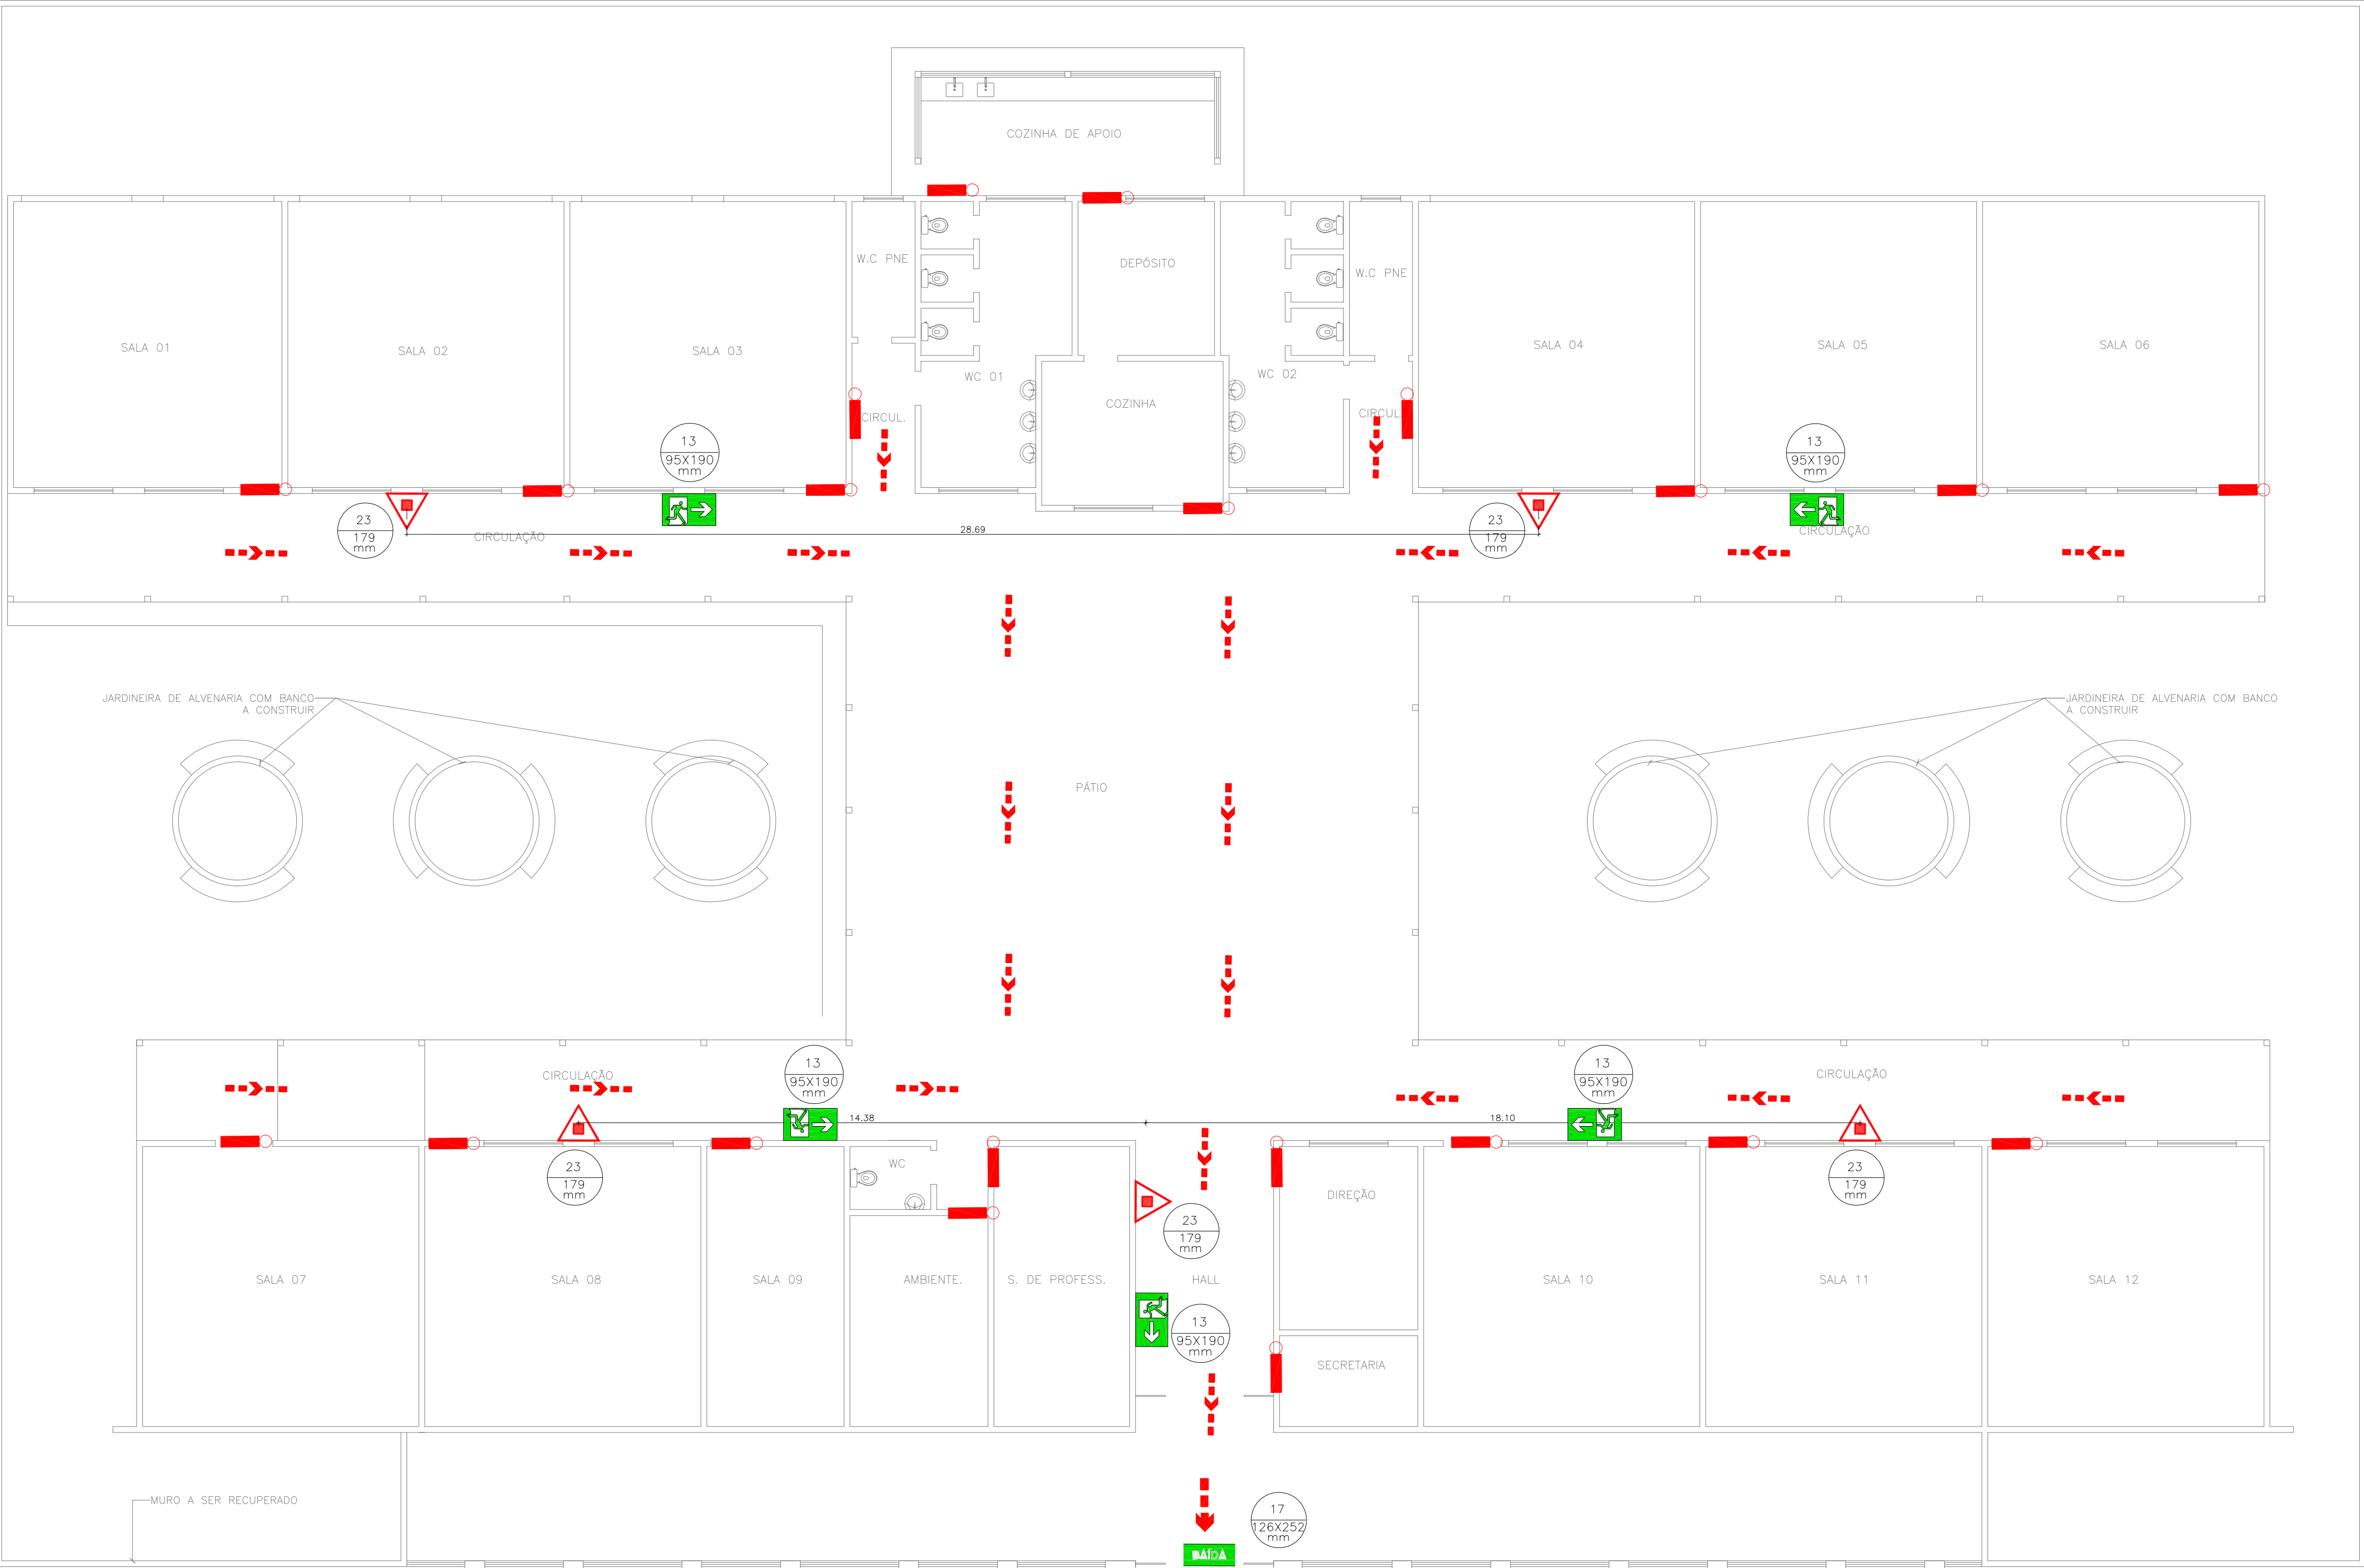 COZINHA DE APOIO
W.C PNE
DEPÓSITO
W.C PNE
SALA 01
SALA 02
SALA 03
SALA 04
SALA 05
SALA 06
WC 01
WC 02
COZINHA
CIRCUL.
CIRCUL.
13
95X190
mm
13
95X190
mm
23
179
mm
CIRCULAÇÃO
28.69
23
179
mm
CIRCULAÇÃO
JARDINEIRA DE ALVENARIA COM BANCO
A CONSTRUIR
JARDINEIRA DE ALVENARIA COM BANCO
A CONSTRUIR
PÁTIO
CIRCULAÇÃO
13
95X190
mm
13
95X190
mm
CIRCULAÇÃO
14.38
18.10
23
179
mm
WC
23
179
mm
DIREÇÃO
23
179
mm
SALA 07
SALA 08
SALA 09
AMBIENTE.
S. DE PROFESS.
HALL
SALA 10
SALA 11
SALA 12
13
95X190
mm
SECRETARIA
MURO A SER RECUPERADO
17
126X252
mm